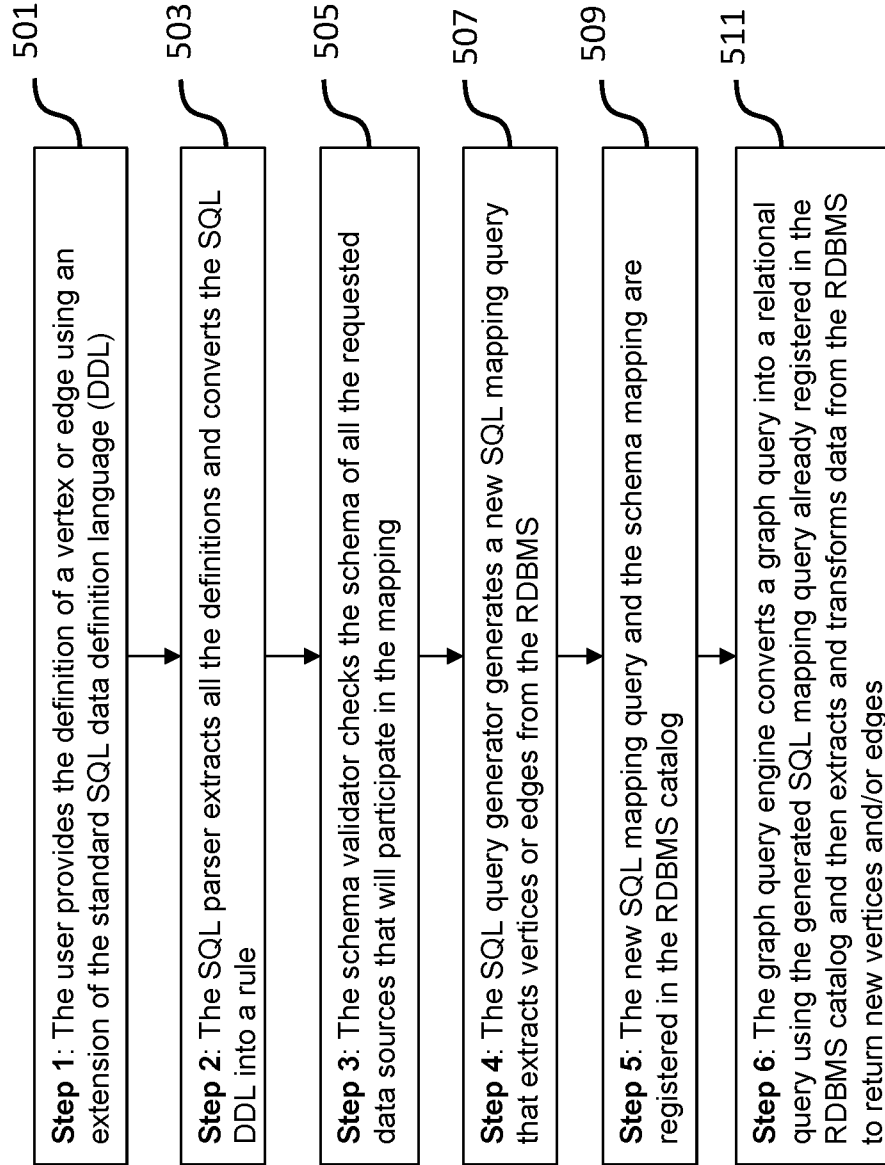 Step 1: The user provides the definition of a vertex or edge using an
extension of the standard SQL data definition language (DDL)
501
Step 2: The SQL parser extracts all the definitions and converts the SQL
DDL into a rule
503
Step 3: The schema validator checks the schema of all the requested
data sources that will participate in the mapping
505
Step 4: The SQL query generator generates a new SQL mapping query
that extracts vertices or edges from the RDBMS
507
Step 5: The new SQL mapping query and the schema mapping are
registered in the RDBMS catalog
509
Step 6: The graph query engine converts a graph query into a relational
query using the generated SQL mapping query already registered in the
RDBMS catalog and then extracts and transforms data from the RDBMS
to return new vertices and/or edges
511